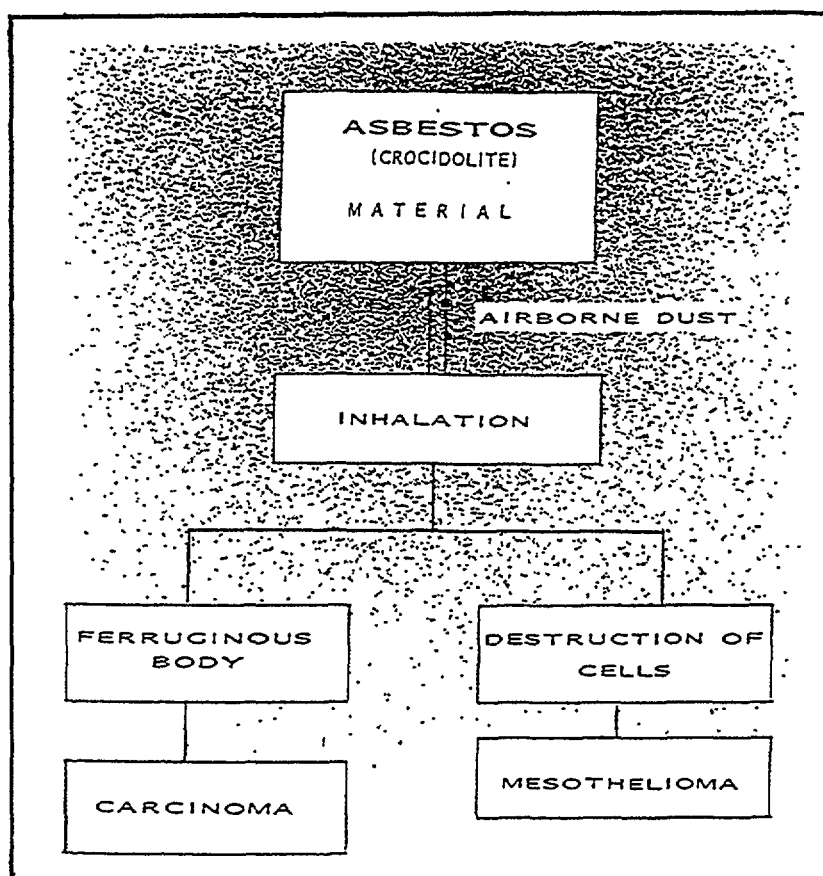 ASBESTOS
(CROCIDOLITE)
MATERIAL
AIRBORNE DUST
INHALATION
FERRUGINOUS
BODY
DESTRUCTION OF
CELLS
CARCINOMA
MESOTHELIOMA